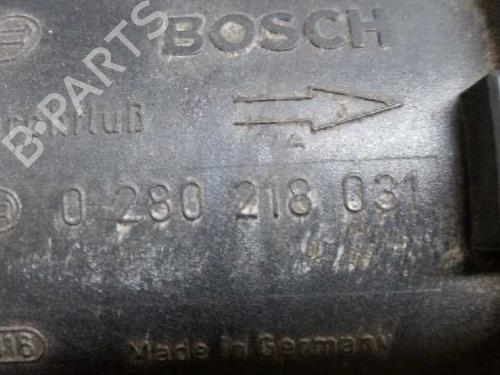 BOSCH
0 280 218 031
Made in Germany
B-PARTS